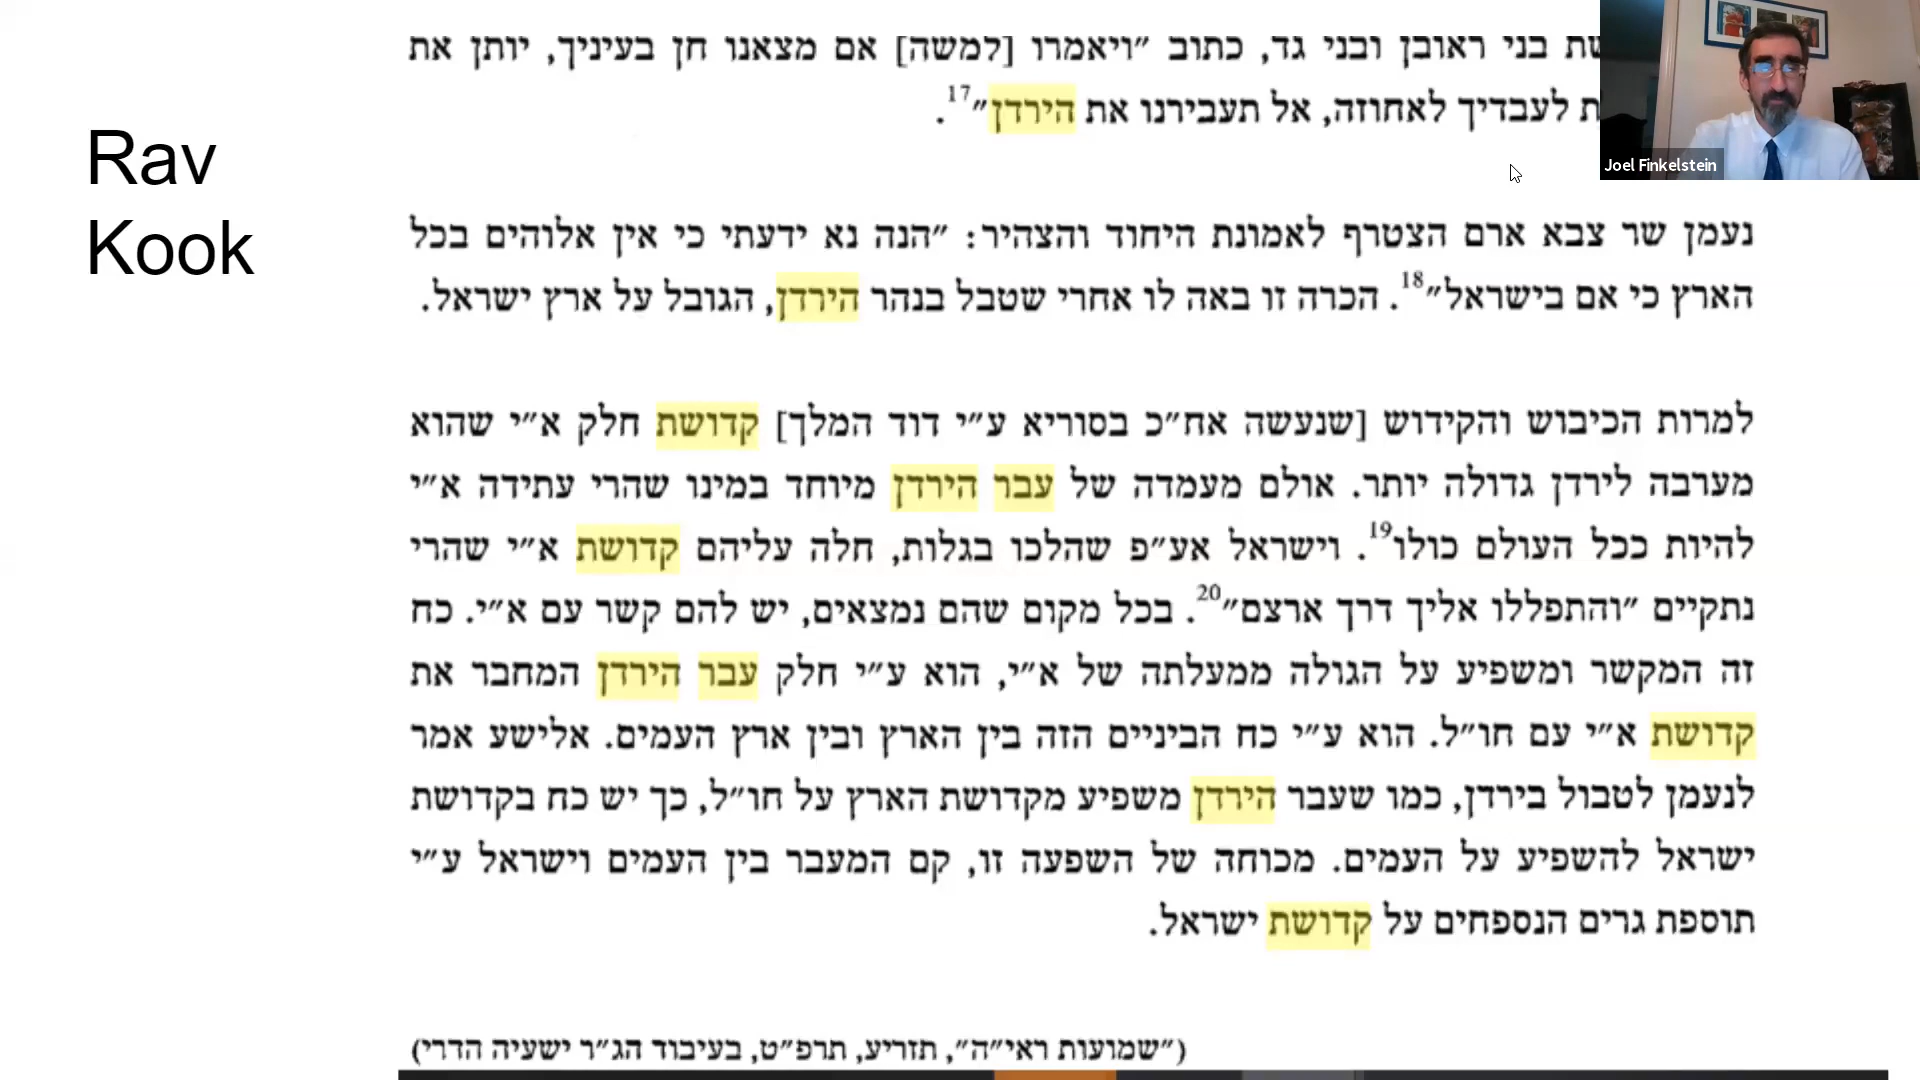 Rav
Kook
בני ראובן ובני גד, כתוב ״ויאמרו [למשה] אם מצאנו חן בעיניך, יותן את
לעבדיך לאחוזה, אל תעבירנו את הירדן״17.
נעמן שר צבא ארם הצטרף לאמונת היחוד והצהיר: ״הנה נא ידעתי כי אין אלוהים בכל
הארץ כי אם בישראל״18. הכרה זו באה לו אחרי שטבל בנהר הירדן, הגובל על ארץ ישראל.
למרות הכיבוש והקידוש [שנעשה אח״כ בסוריא ע״י דוד המלך] קדושת חלק א״י שהוא
מערבה לירדן גדולה יותר. אולם מעמדה של עבר הירדן מיוחד במינו שהרי עתידה א״י
להיות ככל העולם כולו19. וישראל אע״פ שהלכו בגלות, חלה עליהם קדושת א״י שהרי
נתקיים ״והתפללו אליך דרך ארצם״20. בכל מקום שהם נמצאים, יש להם קשר עם א״י. כח
זה המקשר ומשפיע על הגולה ממעלתה של א״י, הוא ע״י חלק עבר הירדן המחבר את
קדושת א״י עם חו״ל. הוא ע״י כח הביניים הזה בין הארץ ובין ארץ העמים. אלישע אמר
לנעמן לטבול בירדן, כמו שעבר הירדן משפיע מקדושת הארץ על חו״ל, כך יש כח בקדושת
ישראל להשפיע על העמים. מכוחה של השפעה זו, קם המעבר בין העמים וישראל ע״י
תוספת גרים הנספחים על קדושת ישראל.
(״שמועות ראי״ה״, תזריע, תרפ״ט, בעיבוד הג״ר ישעיה הדרי)
Joel Finkelstein